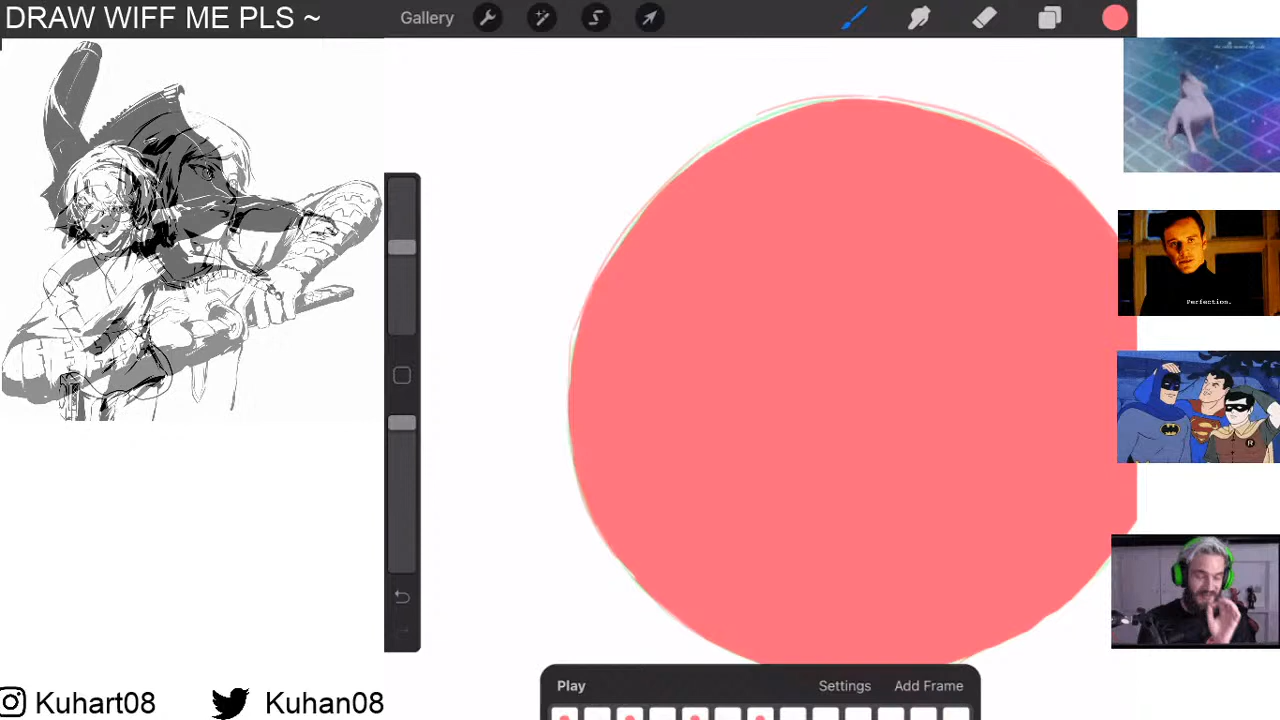 DRAW WIFF ME PLS ~
Gallery
Perfection.
Play
Settings
Add Frame
Kuhart08
Kuhan08